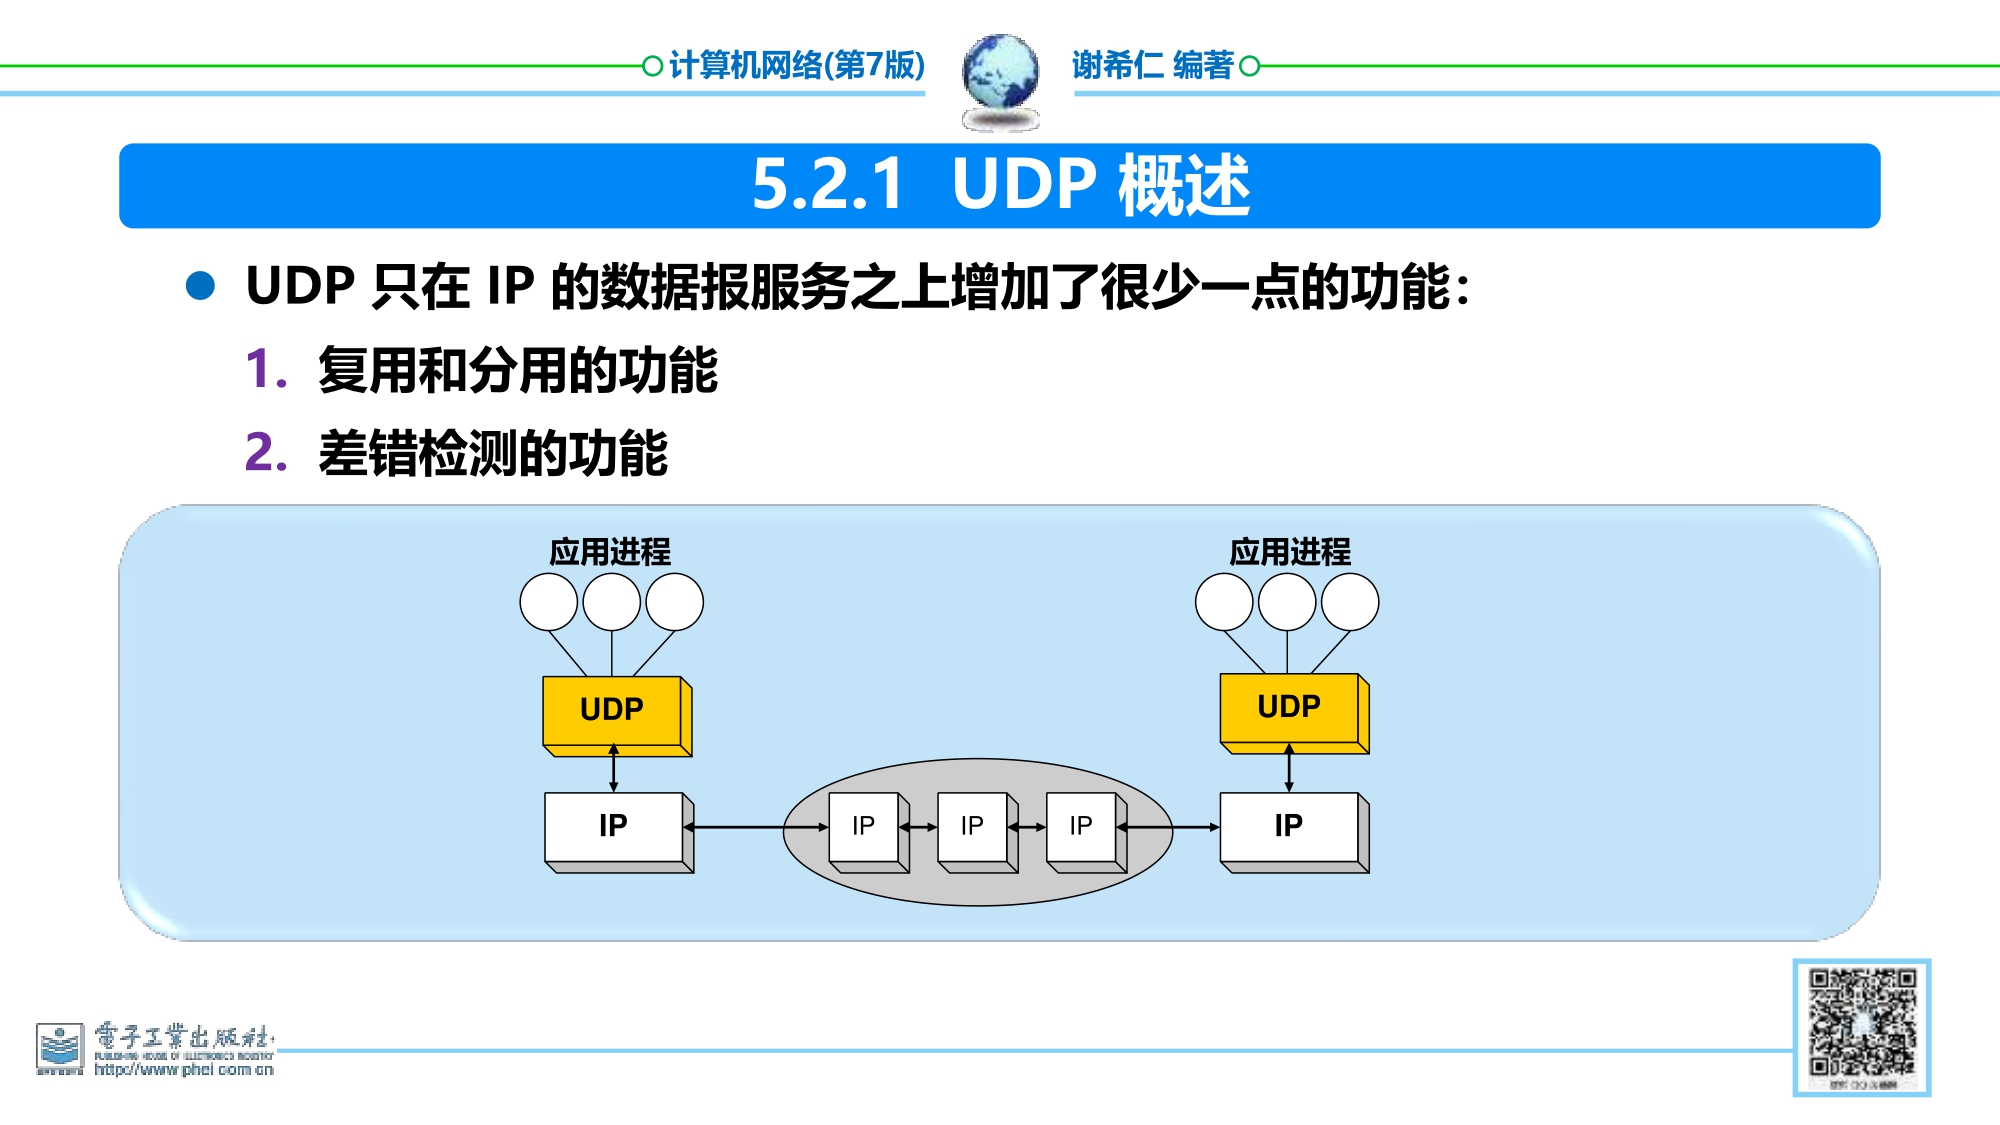 计算机网络(第7版)
谢希仁 编著
5.2.1 UDP 概述
● UDP 只在 IP 的数据报服务之上增加了很少一点的功能：
1. 复用和分用的功能
2. 差错检测的功能
应用进程
应用进程
UDP
UDP
IP
IP
IP
IP
IP
電子工業出版社
PUBLISHING HOUSE OF ELECTRONICS INDUSTRY
http://www.phei.com.cn